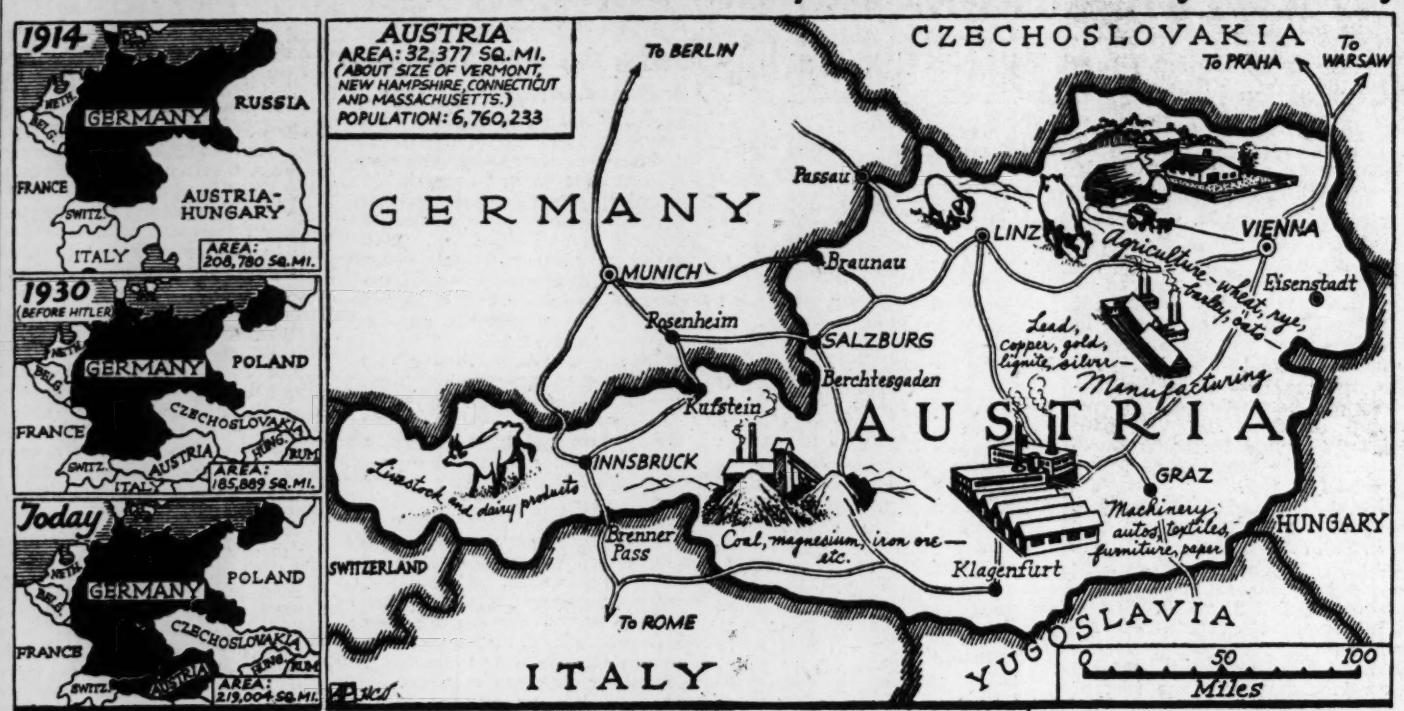 1914
NETH.
BELG.
GERMANY
RUSSIA
FRANCE
AUSTRIA-
HUNGARY
SWITZ.
ITALY
AREA:
208,780 SQ.MI.
1930
(BEFORE HITLER)
NETH.
BELG.
GERMANY
POLAND
FRANCE
CZECHOSLOVAKIA
SWITZ.
AUSTRIA
HUNG.
RUM.
ITALY
AREA:
185,889 SQ.MI.
Today
NETH.
BELG.
GERMANY
POLAND
FRANCE
CZECHOSLOVAKIA
SWITZ.
AUSTRIA
HUNG.
RUM.
AREA:
219,004 SQ.MI.
AUSTRIA
AREA: 32,377 SQ. MI.
(ABOUT SIZE OF VERMONT,
NEW HAMPSHIRE, CONNECTICUT
AND MASSACHUSETTS.)
POPULATION: 6,760,233
To BERLIN
CZECHOSLOVAKIA
To PRAHA
To
WARSAW
GERMANY
Passau
LINZ
VIENNA
MUNICH
Braunau
Eisenstadt
Agriculture - wheat, rye,
barley, oats -
Rosenheim
SALZBURG
Lead,
copper, gold,
lignite, silver -
Manufacturing
Berchtesgaden
Kufstein
AUSTRIA
INNSBRUCK
Livestock
and dairy products
GRAZ
Machinery,
autos, textiles,
furniture, paper
HUNGARY
Brenner
Pass
Coal, magnesium, iron ore -
etc.
SWITZERLAND
Klagenfurt
To ROME
YUGOSLAVIA
ITALY
0 50 100
Miles
AP